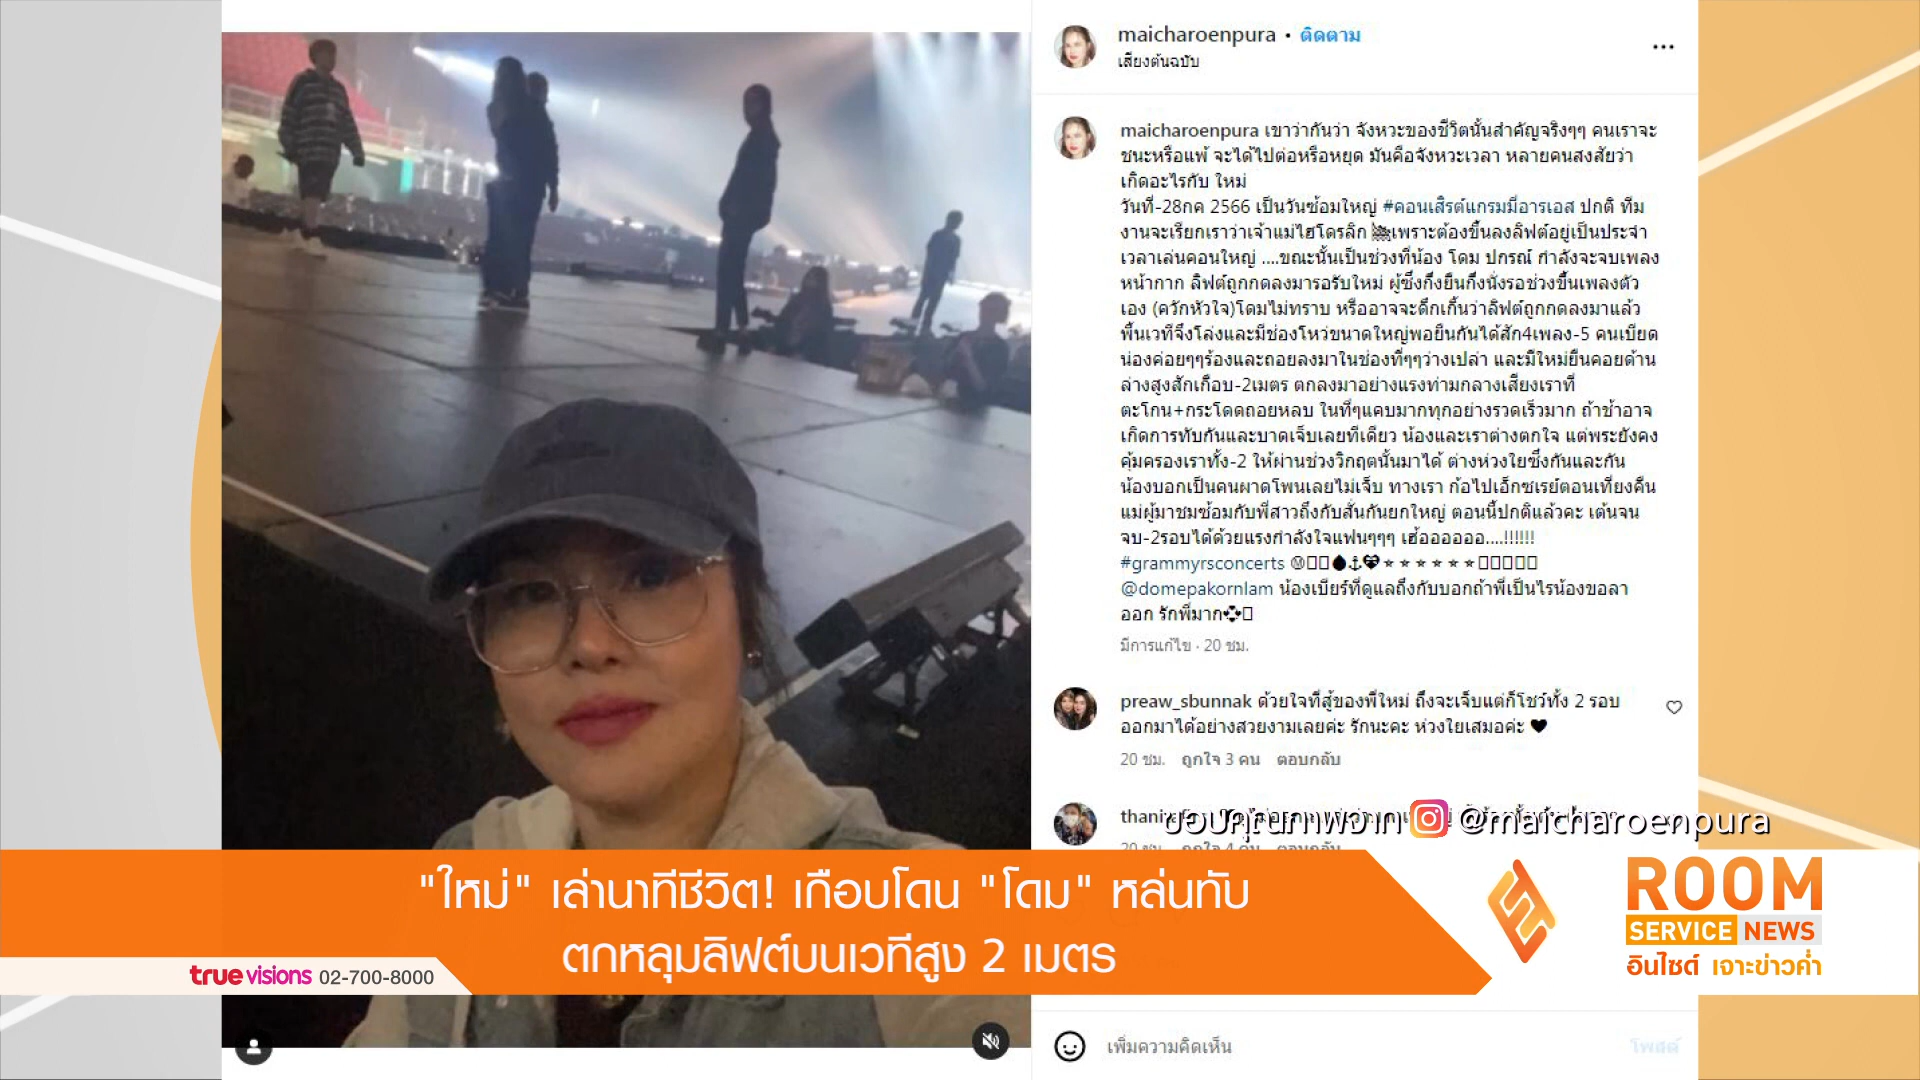 maicharoenpura • ติดตาม
เสียงต้นฉบับ
maicharoenpura เขาว่ากันว่า จังหวะของชีวิตนั้นสำคัญจริงๆๆ คนเราจะ
ชนะหรือแพ้ จะได้ไปต่อหรือหยุด มันคือจังหวะเวลา หลายคนสงสัยว่า
เกิดอะไรกับ ใหม่
วันที่-28กค 2566 เป็นวันซ้อมใหญ่ #คอนเสิรต์แกรมมี่อารเอส ปกติ ทีม
งานจะเรียกเราว่าเจ้าแม่ไฮโดรลิก เพราะต้องขึ้นลงลิฟต์อยู่เป็นประจำ
เวลาเล่นคอนใหญ่ ....ขณะนั้นเป็นช่วงที่น้อง โดม ปกรณ์ กำลังจะจบเพลง
หน้ากาก ลิฟต์ถูกกดลงมารอรับใหม่ ผู้ซึ่งกึ่งยืนกึ่งนั่งรอช่วงขึ้นเพลงตัว
เอง (ควักหัวใจ)โดมไม่ทราบ หรืออาจจะดึกเกิ้นว่าลิฟต์ถูกกดลงมาแล้ว
พื้นเวทีจึงโล่งและมีช่องโหว่ขนาดใหญ่พอยืนกันได้สัก4เพลง-5 คนเบียด
น่องค่อยๆๆร้องและถอยลงมาในช่องที่ๆๆว่างเปล่า และมีใหม่ยืนคอยด้าน
ล่างสูงสักเกือบ-2เมตร ตกลงมาอย่างแรงท่ามกลางเสียงเราที่
ตะโกน+กระโดดถอยหลบ ในที่ๆแคบมากทุกอย่างรวดเร็วมาก ถ้าช้าอาจ
เกิดการทับกันและบาดเจ็บเลยทีเดียว น้องและเราต่างตกใจ แต่พระยังคง
คุ้มครองเราทั้ง-2 ให้ผ่านช่วงวิกฤตนั้นมาได้ ต่างห่วงใยซึ่งกันและกัน
น้องบอกเป็นคนผาดโพนเลยไม่เจ็บ ทางเรา ก้อไปเอ็กซเรย์ตอนเที่ยงคืน
แม่ผู้มาชมซ้อมกับพี่สาวถึงกับสั่นกันยกใหญ่ ตอนนี้ปกติแล้วคะ เต้นจน
จบ-2รอบได้ด้วยแรงกำลังใจแฟนๆๆๆ เฮ้ออออออ....!!!!!!
#grammyrsconcerts
@domepakornlam น้องเบียร์ที่ดูแลถึงกับบอกถ้าพี่เป็นไรน้องขอลา
ออก รักพี่มาก
มีการแก้ไข · 20 ชม.
preaw_sbunnak ด้วยใจที่สู้ของพี่ใหม่ ถึงจะเจ็บแต่ก็โชว์ทั้ง 2 รอบ
ออกมาได้อย่างสวยงามเลยค่ะ รักนะคะ ห่วงใยเสมอค่ะ 🖤
20 ชม. ถูกใจ 3 คน ตอบกลับ
ขอบคุณภาพจาก @maicharoenpura
20 ชม. ถูกใจ 4 คน ตอบกลับ
"ใหม่" เล่านาทีชีวิต! เกือบโดน "โดม" หล่นทับ
ตกหลุมลิฟต์บนเวทีสูง 2 เมตร
truevisions 02-700-8000
ROOM
SERVICE NEWS
อินไซด์ เจาะข่าวค่ำ
เพิ่มความคิดเห็น
โพสต์